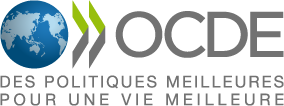 OCDE
DES POLITIQUES MEILLEURES
POUR UNE VIE MEILLEURE